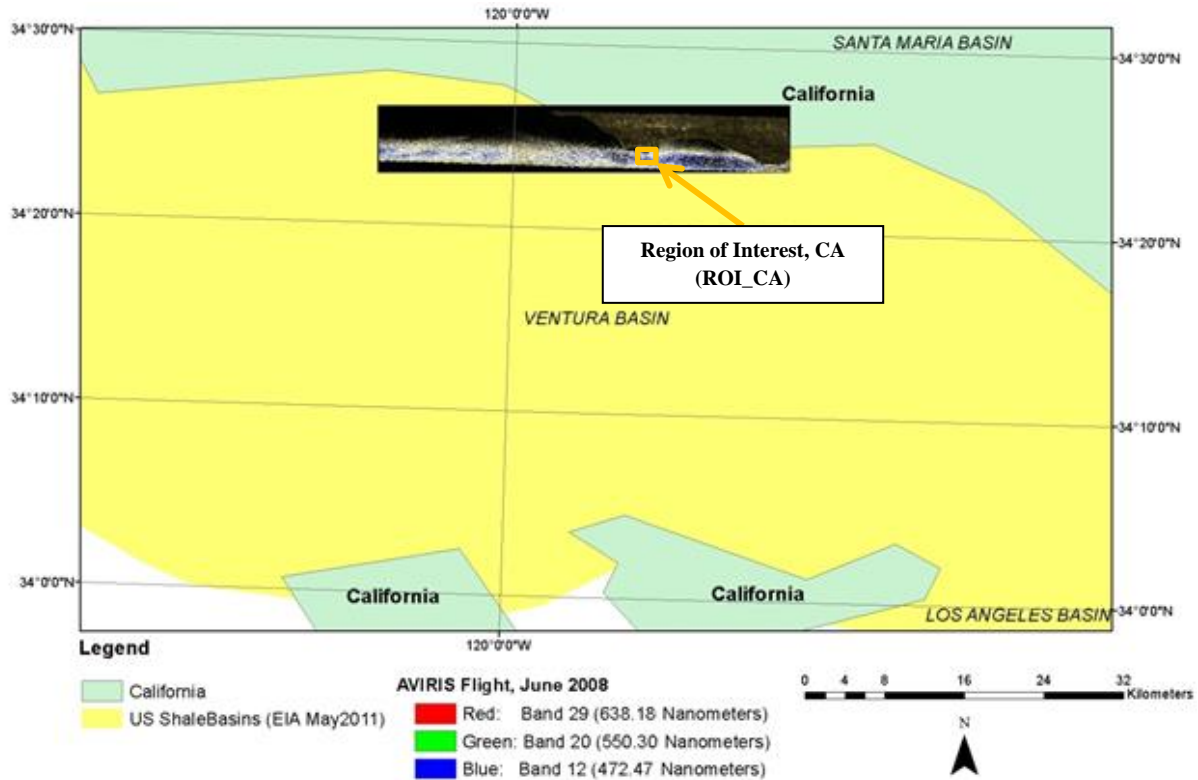 120°0'0"W
34°30'0"N
SANTA MARIA BASIN
34°30'0"N
California
34°20'0"N
34°20'0"N
Region of Interest, CA
(ROI_CA)
VENTURA BASIN
34°10'0"N
34°10'0"N
34°0'0"N
California
California
34°0'0"N
LOS ANGELES BASIN
120°0'0"W
Legend
California
US ShaleBasins (EIA May2011)
AVIRIS Flight, June 2008
Red: Band 29 (638.18 Nanometers)
Green: Band 20 (550.30 Nanometers)
Blue: Band 12 (472.47 Nanometers)
0 2 4 8 16 24 32
Kilometers
N